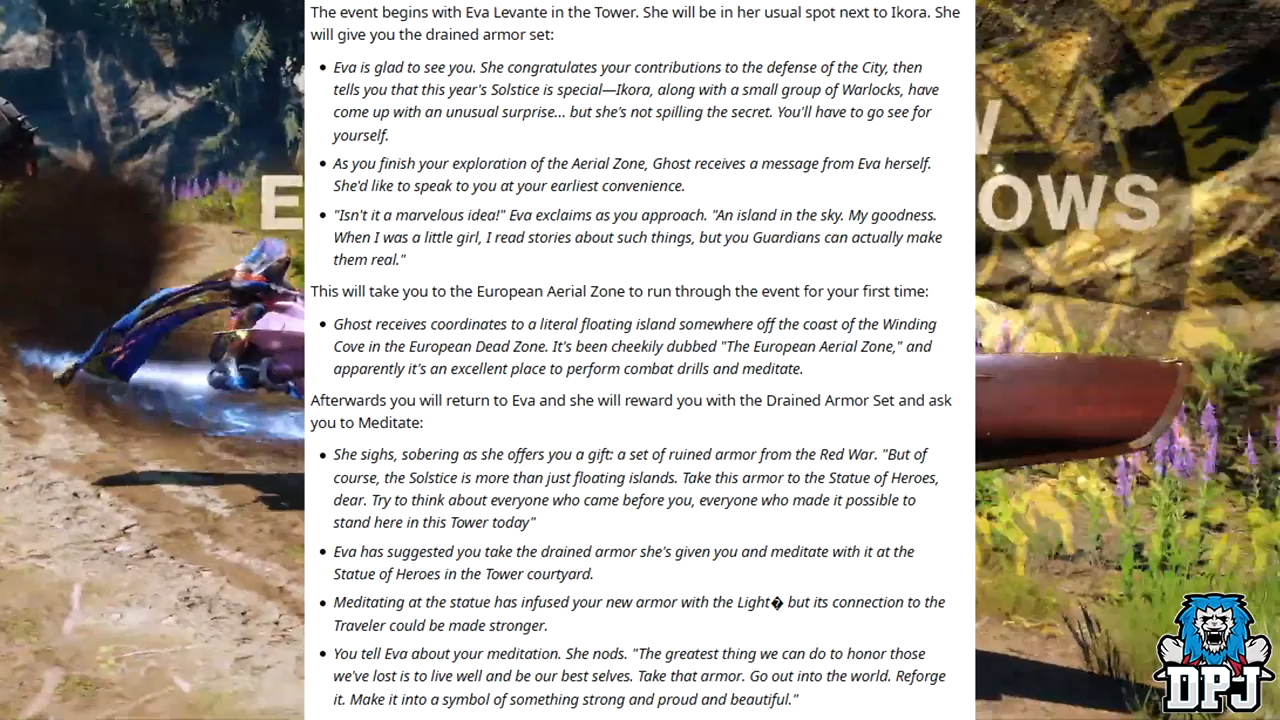 The event begins with Eva Levante in the Tower. She will be in her usual spot next to Ikora. She
will give you the drained armor set:
• Eva is glad to see you. She congratulates your contributions to the defense of the City, then
tells you that this year's Solstice is special—Ikora, along with a small group of Warlocks, have
come up with an unusual surprise... but she's not spilling the secret. You'll have to go see for
yourself.
• As you finish your exploration of the Aerial Zone, Ghost receives a message from Eva herself.
She'd like to speak to you at your earliest convenience.
• "Isn't it a marvelous idea!" Eva exclaims as you approach. "An island in the sky. My goodness.
When I was a little girl, I read stories about such things, but you Guardians can actually make
them real."
This will take you to the European Aerial Zone to run through the event for your first time:
• Ghost receives coordinates to a literal floating island somewhere off the coast of the Winding
Cove in the European Dead Zone. It's been cheekily dubbed "The European Aerial Zone," and
apparently it's an excellent place to perform combat drills and meditate.
Afterwards you will return to Eva and she will reward you with the Drained Armor Set and ask
you to Meditate:
• She sighs, sobering as she offers you a gift: a set of ruined armor from the Red War. "But of
course, the Solstice is more than just floating islands. Take this armor to the Statue of Heroes,
dear. Try to think about everyone who came before you, everyone who made it possible to
stand here in this Tower today"
• Eva has suggested you take the drained armor she's given you and meditate with it at the
Statue of Heroes in the Tower courtyard.
• Meditating at the statue has infused your new armor with the Light� but its connection to the
Traveler could be made stronger.
• You tell Eva about your meditation. She nods. "The greatest thing we can do to honor those
we've lost is to live well and be our best selves. Take that armor. Go out into the world. Reforge
it. Make it into a symbol of something strong and proud and beautiful."
E
OWS
DPJ